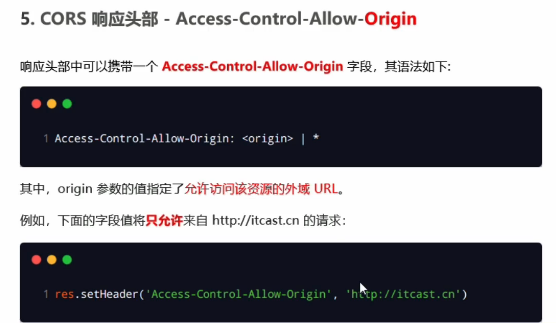 5. CORS 响应头部 - Access-Control-Allow-Origin
响应头部中可以携带一个 Access-Control-Allow-Origin 字段，其语法如下:
1 Access-Control-Allow-Origin: <origin> | *
其中，origin 参数的值指定了允许访问该资源的外域 URL。
例如，下面的字段值将只允许来自 http://itcast.cn 的请求：
1 res.setHeader('Access-Control-Allow-Origin', 'http://itcast.cn')